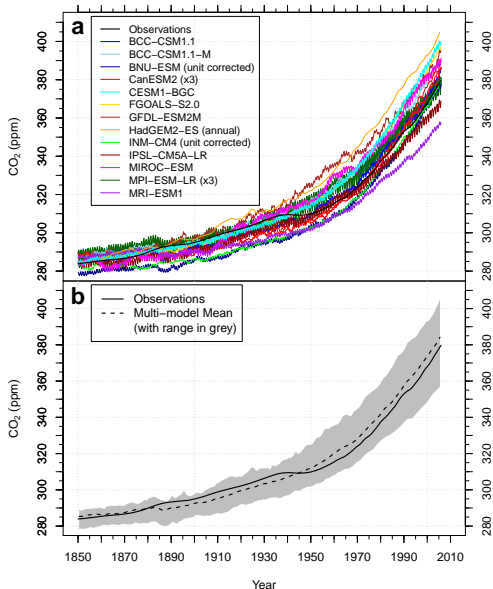 a
Observations
BCC−CSM1.1
BCC−CSM1.1−M
BNU−ESM (unit corrected)
CanESM2 (x3)
CESM1−BGC
FGOALS−S2.0
GFDL−ESM2M
HadGEM2−ES (annual)
INM−CM4 (unit corrected)
IPSL−CM5A−LR
MIROC−ESM
MPI−ESM−LR (x3)
MRI−ESM1
CO2 (ppm)
400
380
360
340
320
300
280
400
380
360
340
320
300
280
b
Observations
Multi−model Mean
(with range in grey)
CO2 (ppm)
400
380
360
340
320
300
280
400
380
360
340
320
300
280
1850 1870 1890 1910 1930 1950 1970 1990 2010
Year